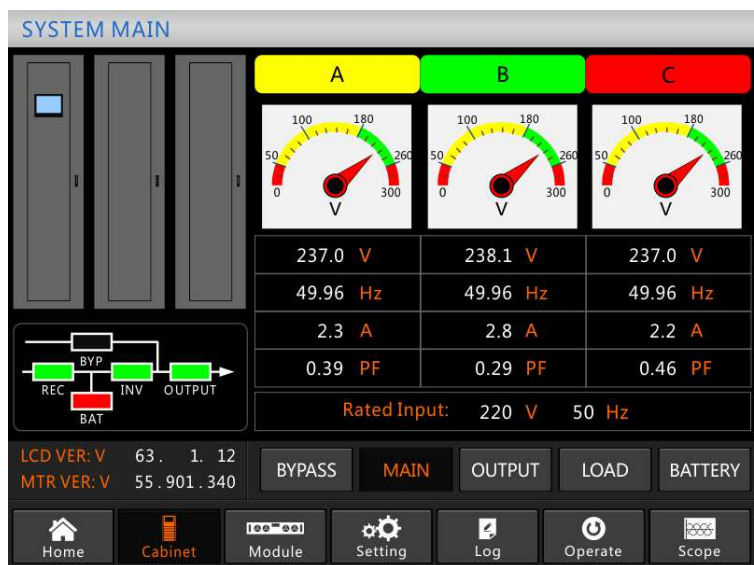 SYSTEM MAIN
A B C
0 50 100 180 260 300 V
0 50 100 180 260 300 V
0 50 100 180 260 300 V
237.0 V 238.1 V 237.0 V
49.96 Hz 49.96 Hz 49.96 Hz
2.3 A 2.8 A 2.2 A
0.39 PF 0.29 PF 0.46 PF
Rated Input: 220 V 50 Hz
BYP
REC INV OUTPUT
BAT
LCD VER: V 63. 1. 12
MTR VER: V 55.901.340
BYPASS MAIN OUTPUT LOAD BATTERY
Home Cabinet Module Setting Log Operate Scope